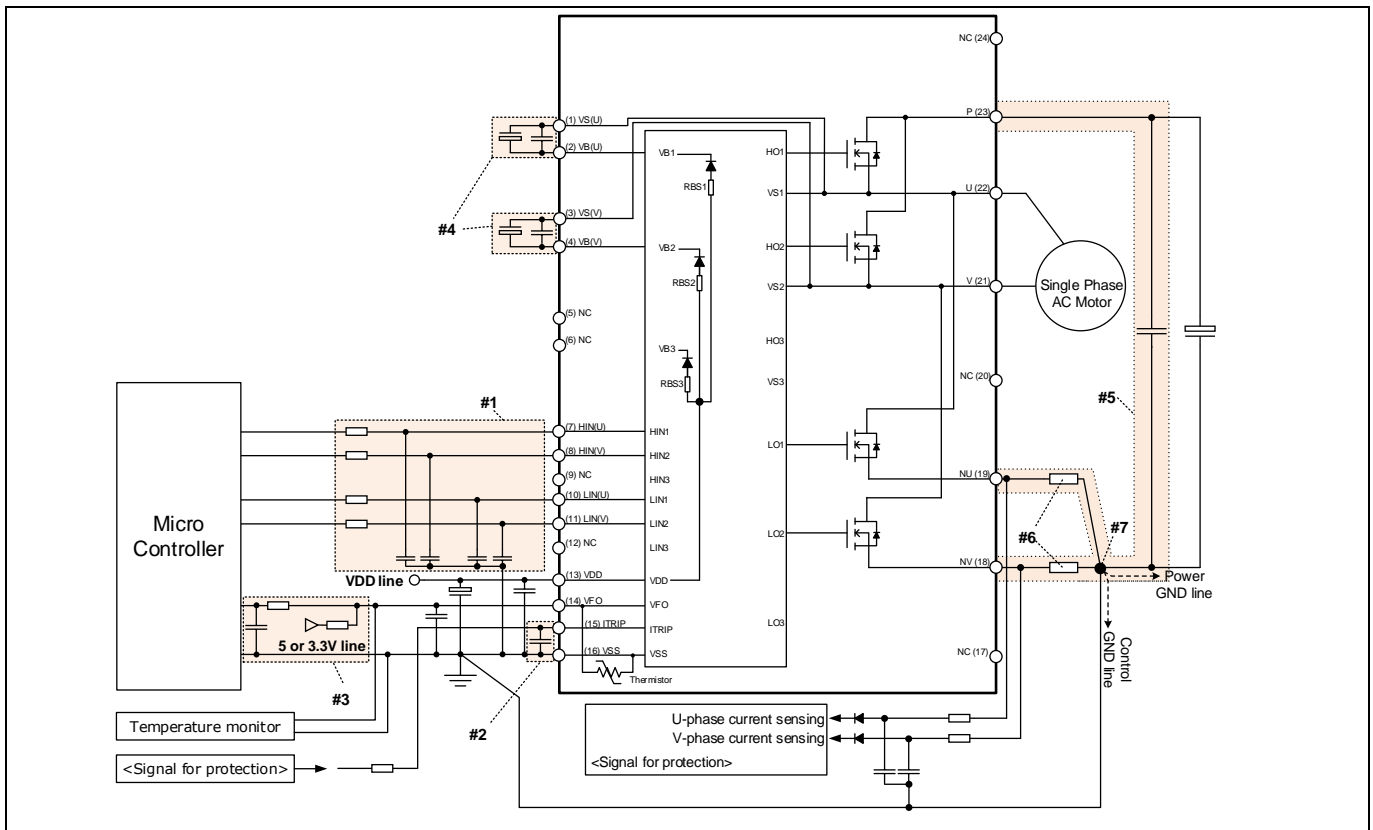 NC (24)
P (23)
(1) VS(U)
(2) VB(U)
VB1
RBS1
HO1
VS1
U (22)
#4
(3) VS(V)
(4) VB(V)
VB2
RBS2
HO2
VS2
V (21)
Single Phase
AC Motor
(5) NC
(6) NC
VB3
RBS3
HO3
VS3
NC (20)
#5
#1
(7) HIN(U)
HIN1
(8) HIN(V)
HIN2
(9) NC
HIN3
(10) LIN(U)
LIN1
(11) LIN(V)
LIN2
(12) NC
LIN3
LO1
NU (19)
#6
#7
LO2
NV (18)
Micro
Controller
VDD line
(13) VDD
VDD
(14) VFO
VFO
(15) ITRIP
ITRIP
(16) VSS
VSS
LO3
NC (17)
Power
GND line
Control
GND line
5 or 3.3V line
#3
#2
Thermistor
Temperature monitor
<Signal for protection>
U-phase current sensing
V-phase current sensing
<Signal for protection>